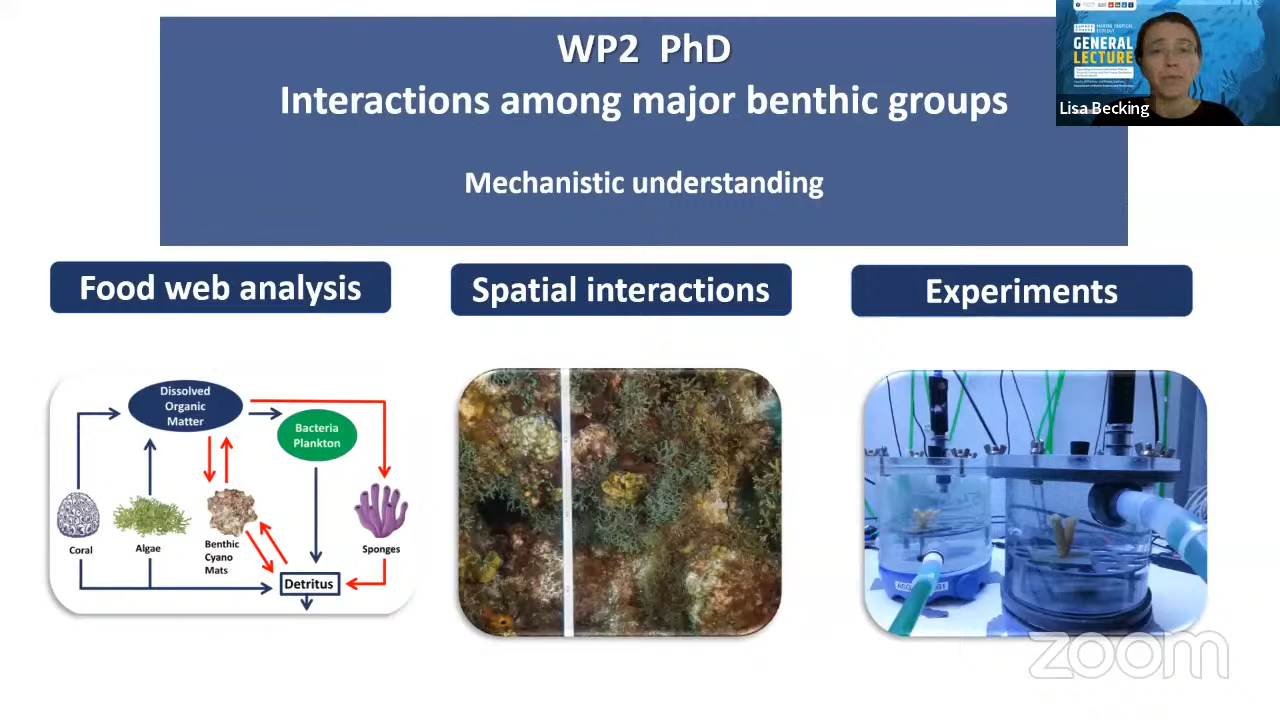 WP2 PhD
Interactions among major benthic groups
Mechanistic understanding
GENERAL
LECTURE
Lisa Becking
Food web analysis
Spatial interactions
Experiments
Dissolved
Organic
Matter
Bacteria
Plankton
Coral
Algae
Benthic
Cyano
Mats
Sponges
Detritus
zoom